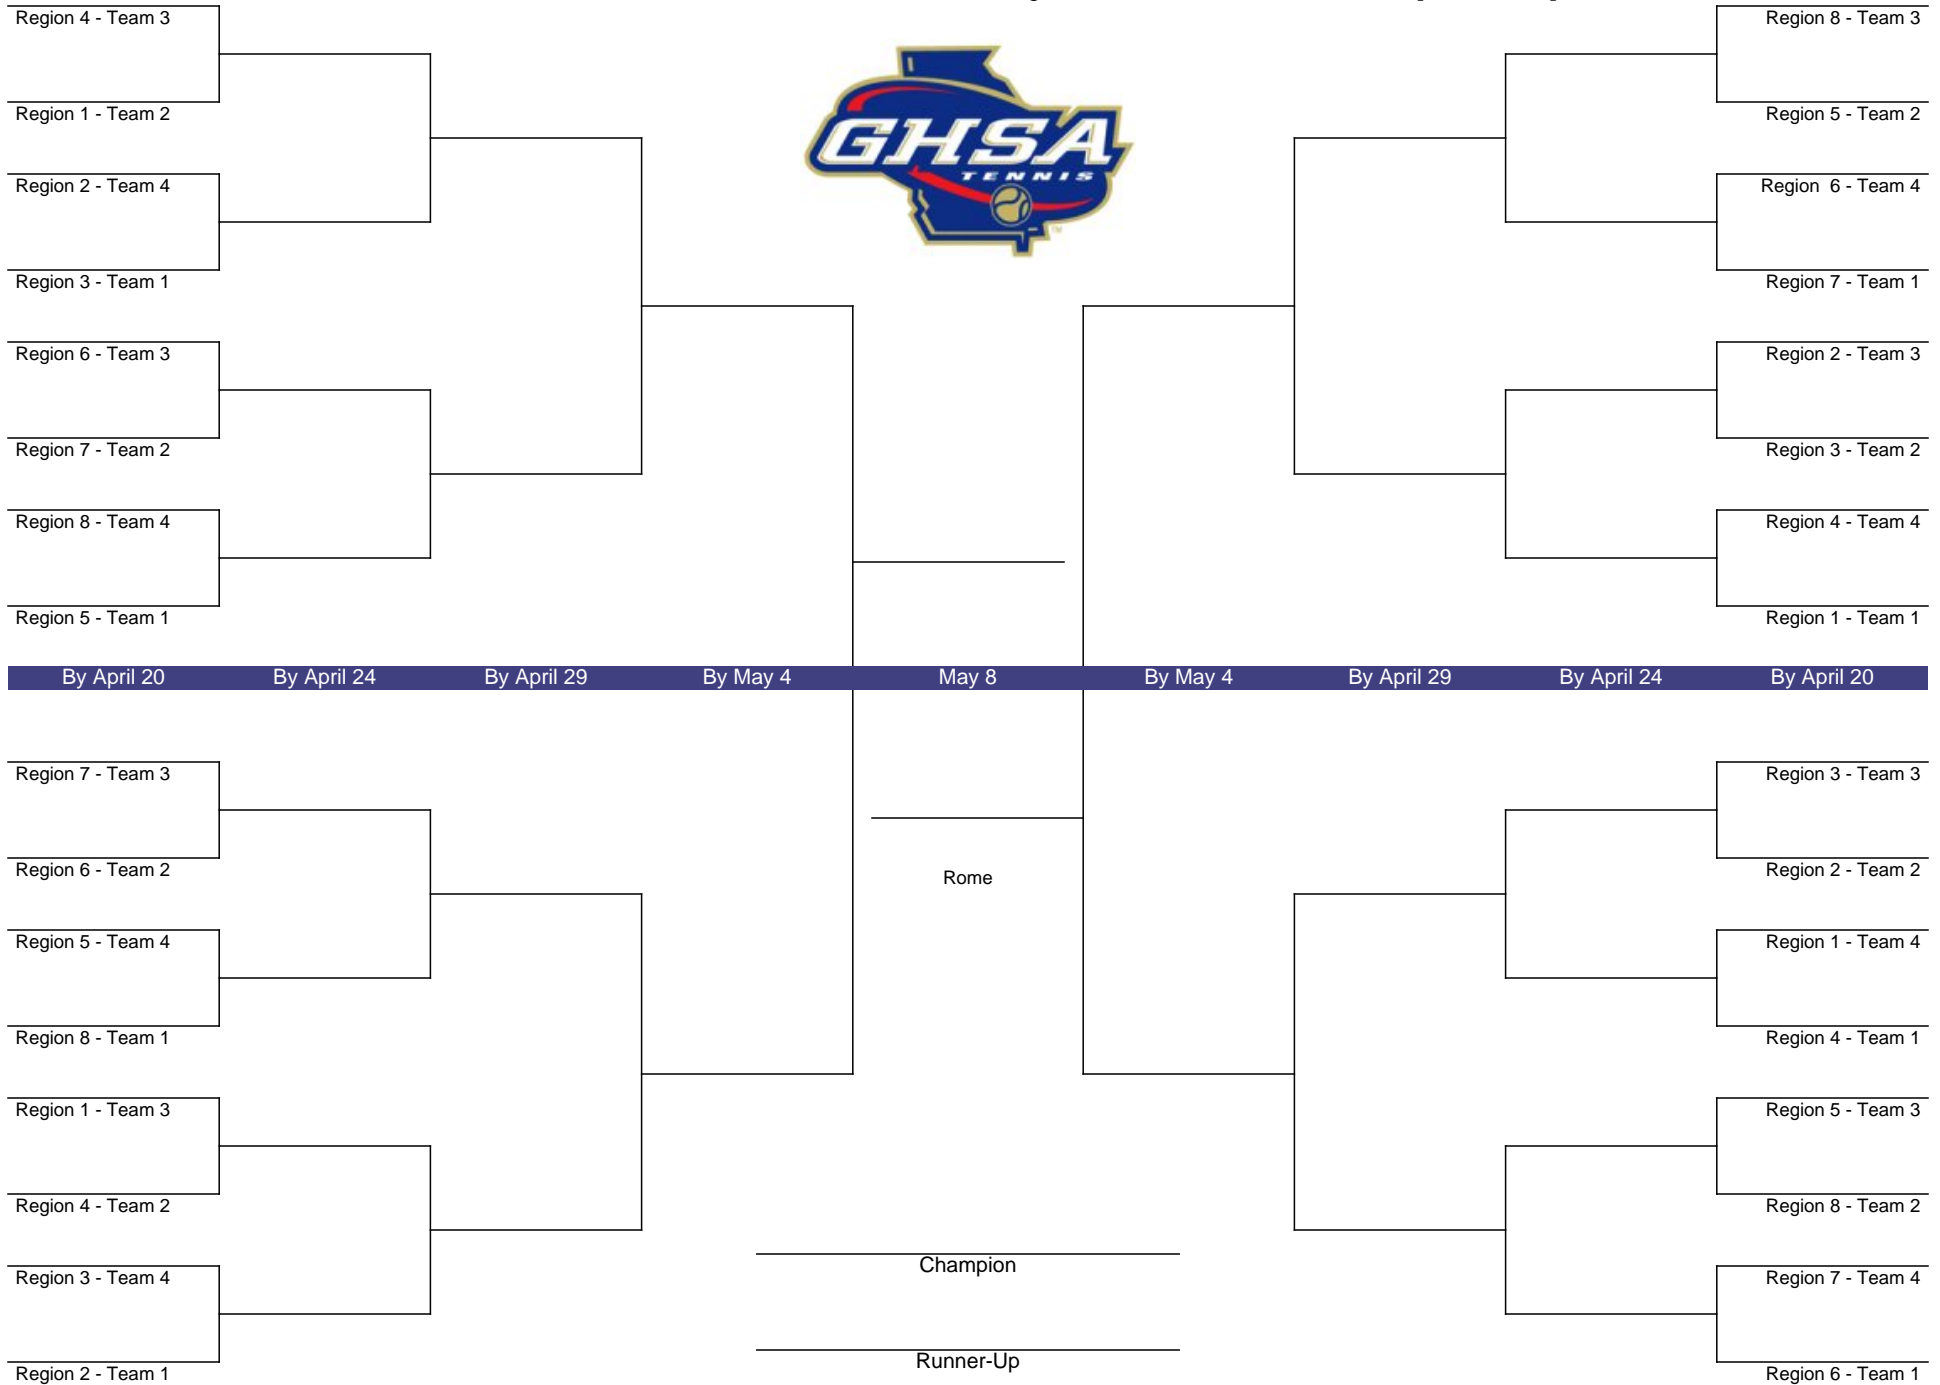 Region 4 - Team 3
Region 8 - Team 3
Region 1 - Team 2
Region 5 - Team 2
GHSA
TENNIS
TM
Region 2 - Team 4
Region  6 - Team 4
Region 3 - Team 1
Region 7 - Team 1
Region 6 - Team 3
Region 2 - Team 3
Region 7 - Team 2
Region 3 - Team 2
Region 8 - Team 4
Region 4 - Team 4
Region 5 - Team 1
Region 1 - Team 1
By April 20 By April 24 By April 29 By May 4 May 8 By May 4 By April 29 By April 24 By April 20
Region 7 - Team 3
Region 3 - Team 3
Region 6 - Team 2
Rome
Region 2 - Team 2
Region 5 - Team 4
Region 1 - Team 4
Region 8 - Team 1
Region 4 - Team 1
Region 1 - Team 3
Region 5 - Team 3
Region 4 - Team 2
Region 8 - Team 2
Champion
Region 3 - Team 4
Region 7 - Team 4
Runner-Up
Region 2 - Team 1
Region 6 - Team 1